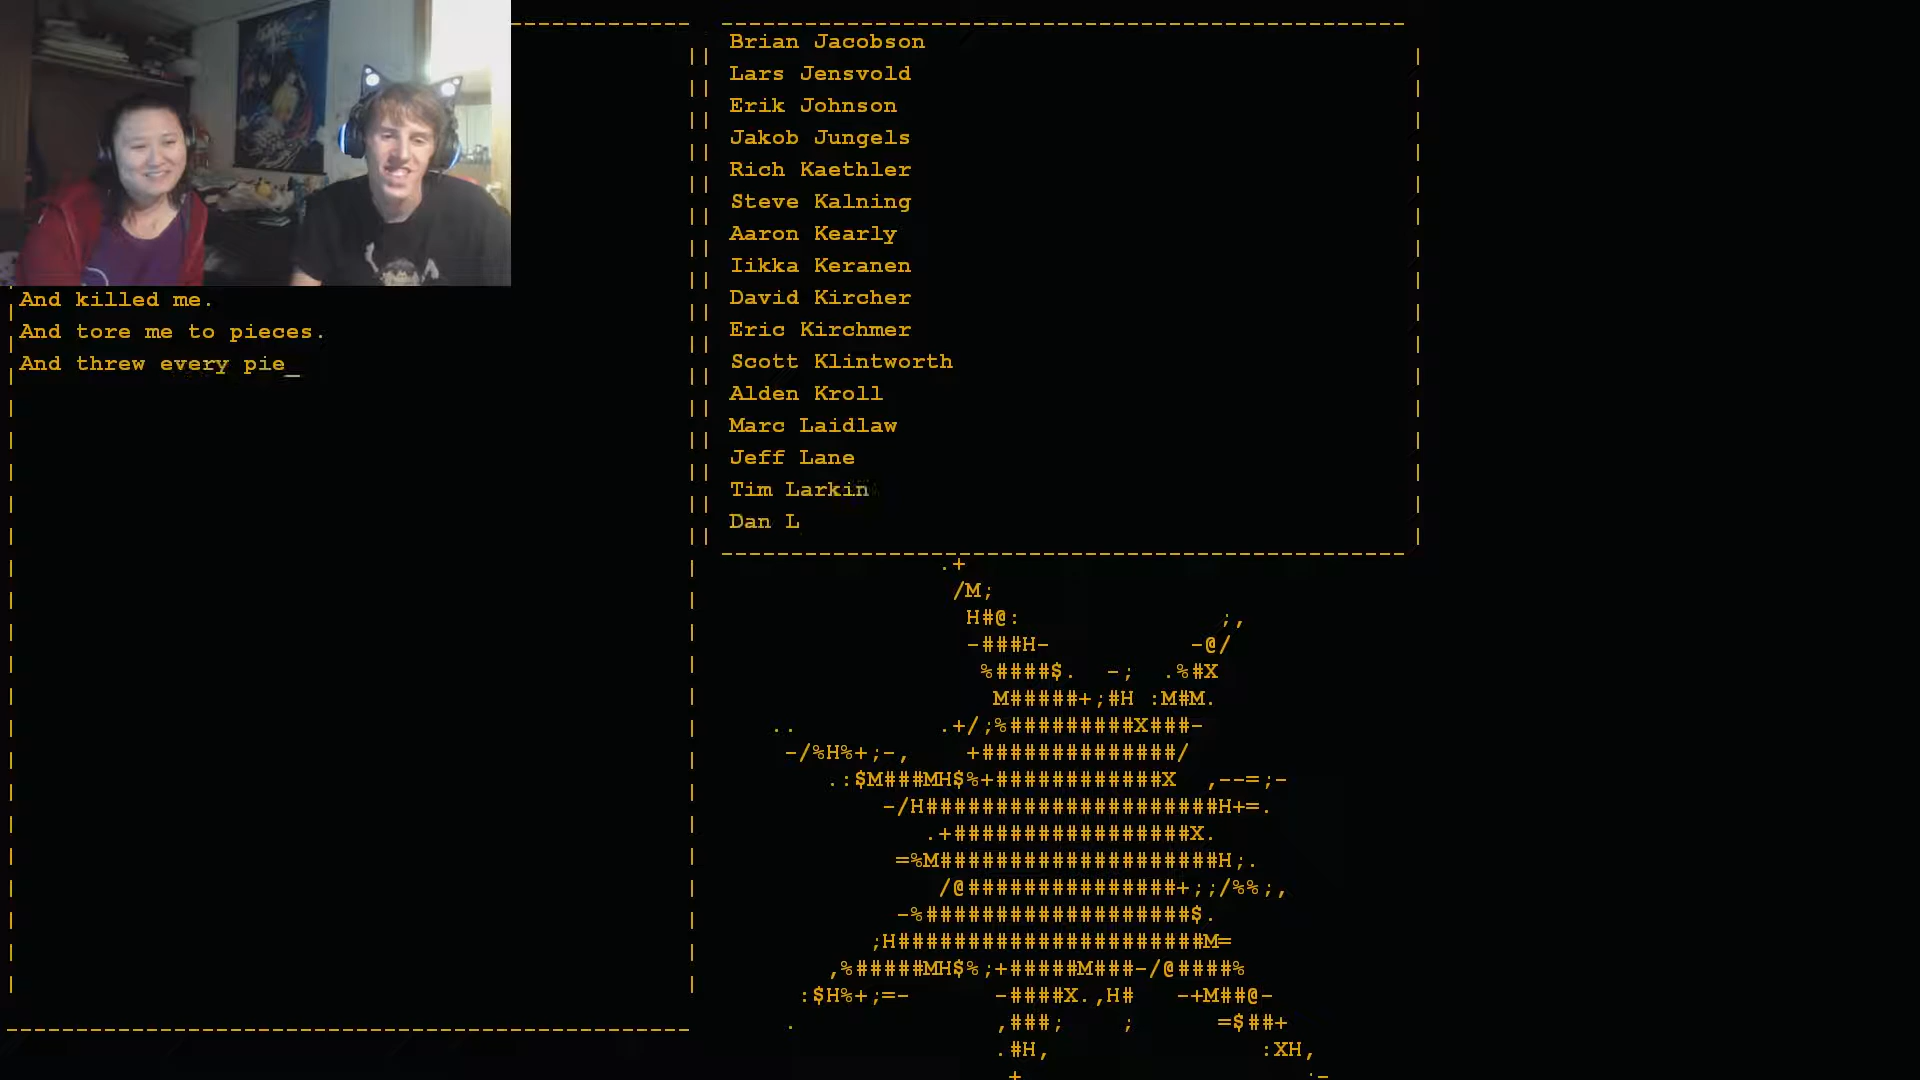 And killed me.
And tore me to pieces.
And threw every pie_
Brian Jacobson
Lars Jensvold
Erik Johnson
Jakob Jungels
Rich Kaethler
Steve Kalning
Aaron Kearly
Iikka Keranen
David Kircher
Eric Kirchmer
Scott Klintworth
Alden Kroll
Marc Laidlaw
Jeff Lane
Tim Larkin
Dan L